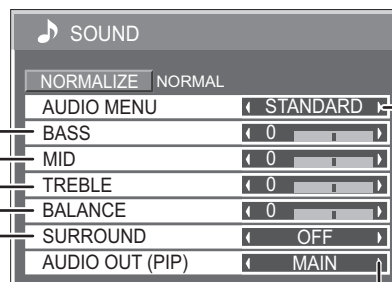 SOUND
NORMALIZE NORMAL
AUDIO MENU STANDARD
BASS 0
MID 0
TREBLE 0
BALANCE 0
SURROUND OFF
AUDIO OUT (PIP) MAIN